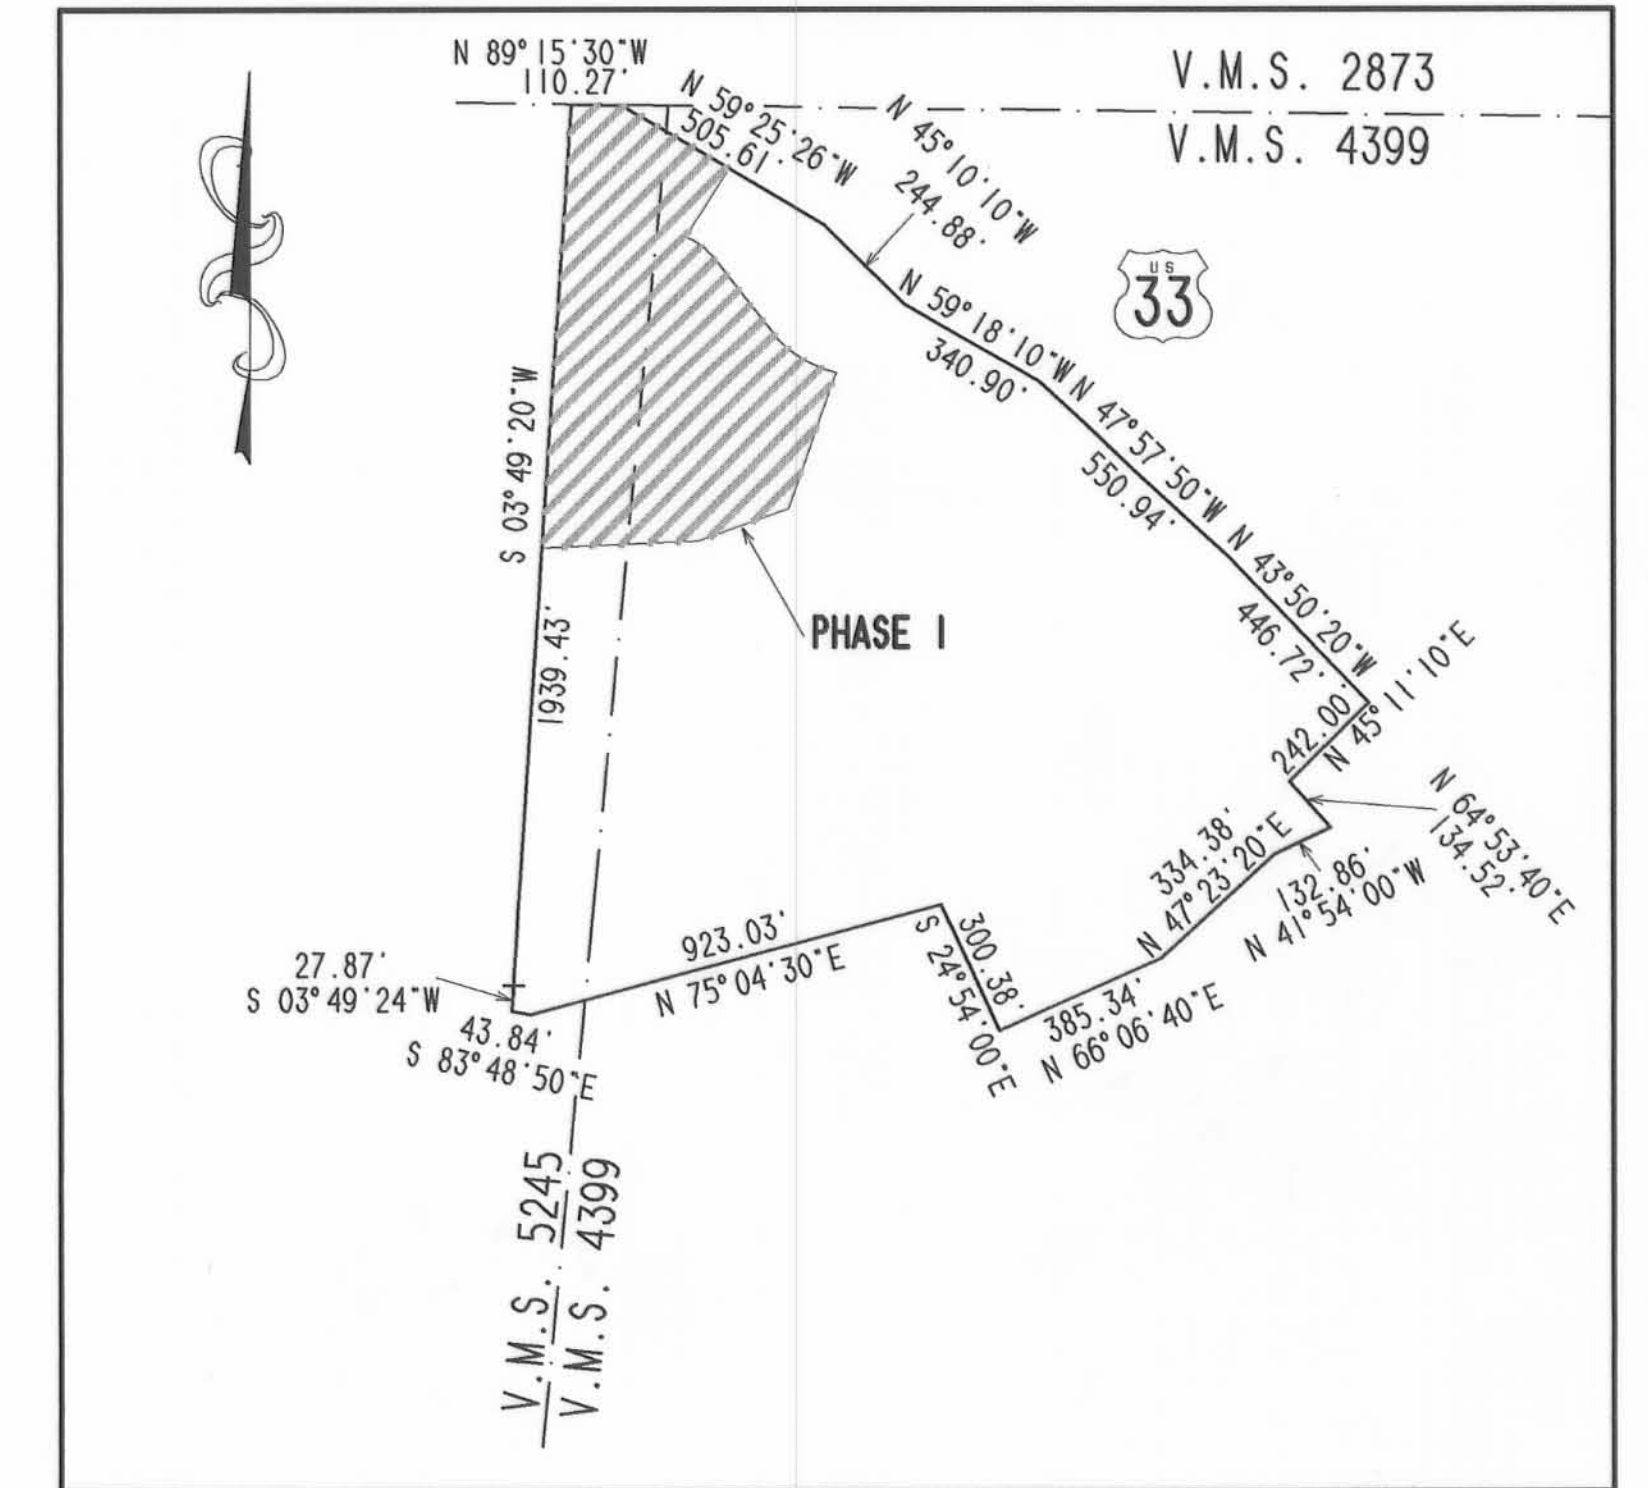 N 89°15'30"W
110.27'
V.M.S. 2873
V.M.S. 4399
N 59°25'26"W
505.61'
N 45°10'10"W
244.88'
US
33
N 59°18'10"W
340.90'
N 47°57'50"W
550.94'
S 03°49'20"W
1939.43'
N 43°50'20"W
446.72'
PHASE I
242.00'
N 45°11'10"E
N 64°53'40"E
134.52'
334.38'
N 47°23'20"E
132.86'
N 41°54'00"W
923.03'
N 75°04'30"E
300.38'
S 24°54'00"E
385.34'
N 66°06'40"E
27.87'
S 03°49'24"W
43.84'
S 83°48'50"E
V.M.S. 5245
V.M.S. 4399